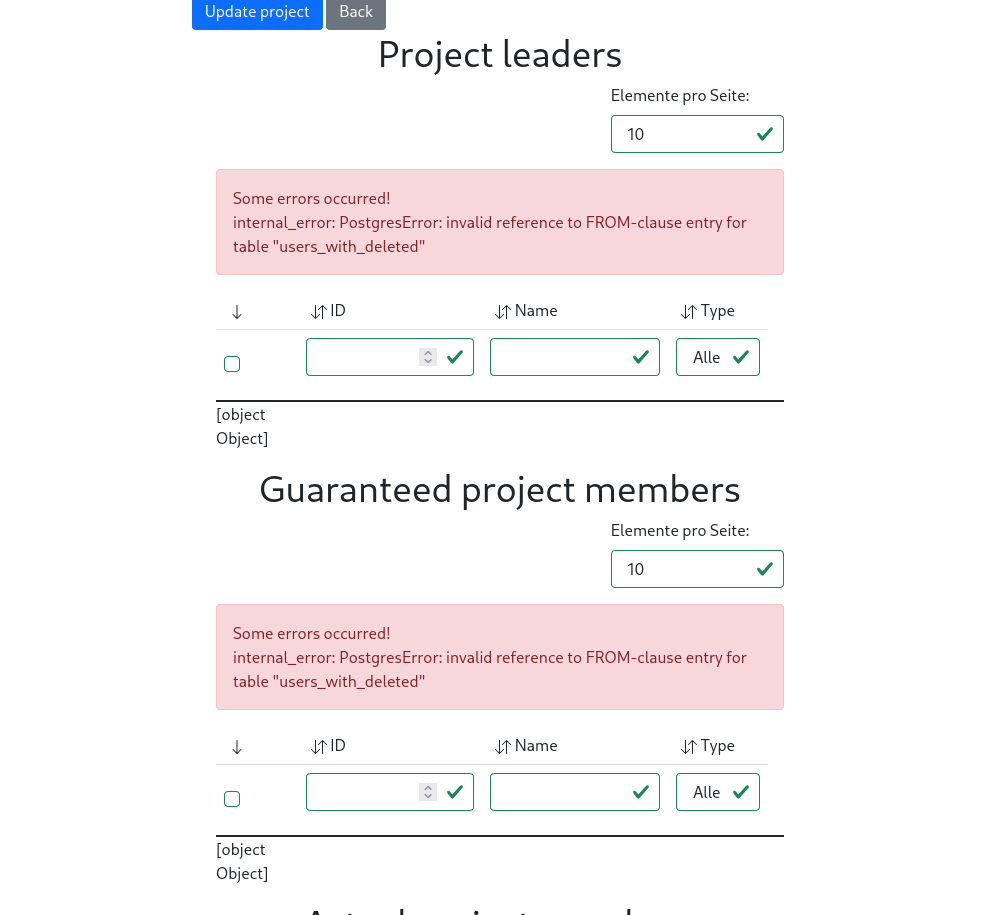 Update project Back
Project leaders
Elemente pro Seite:
10
Some errors occurred!
internal_error: PostgresError: invalid reference to FROM-clause entry for
table "users_with_deleted"
↓ ↓↑ ID ↓↑ Name ↓↑ Type
Alle
[object
Object]
Guaranteed project members
Elemente pro Seite:
10
Some errors occurred!
internal_error: PostgresError: invalid reference to FROM-clause entry for
table "users_with_deleted"
↓ ↓↑ ID ↓↑ Name ↓↑ Type
Alle
[object
Object]